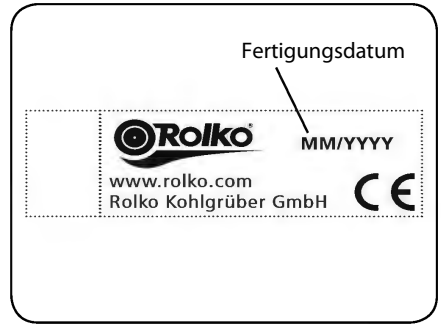 Fertigungsdatum
Rolko
MM/YYYY
www.rolko.com
Rolko Kohlgrüber GmbH
CE